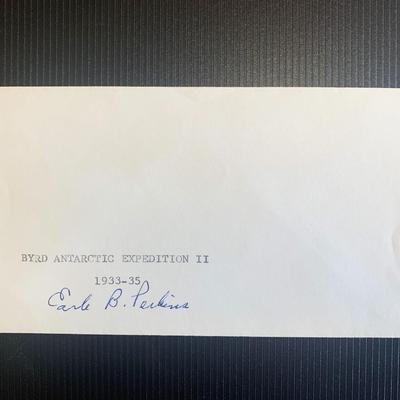 BYRD ANTARCTIC EXPEDITION II
1933-35
Earle B. Perkins